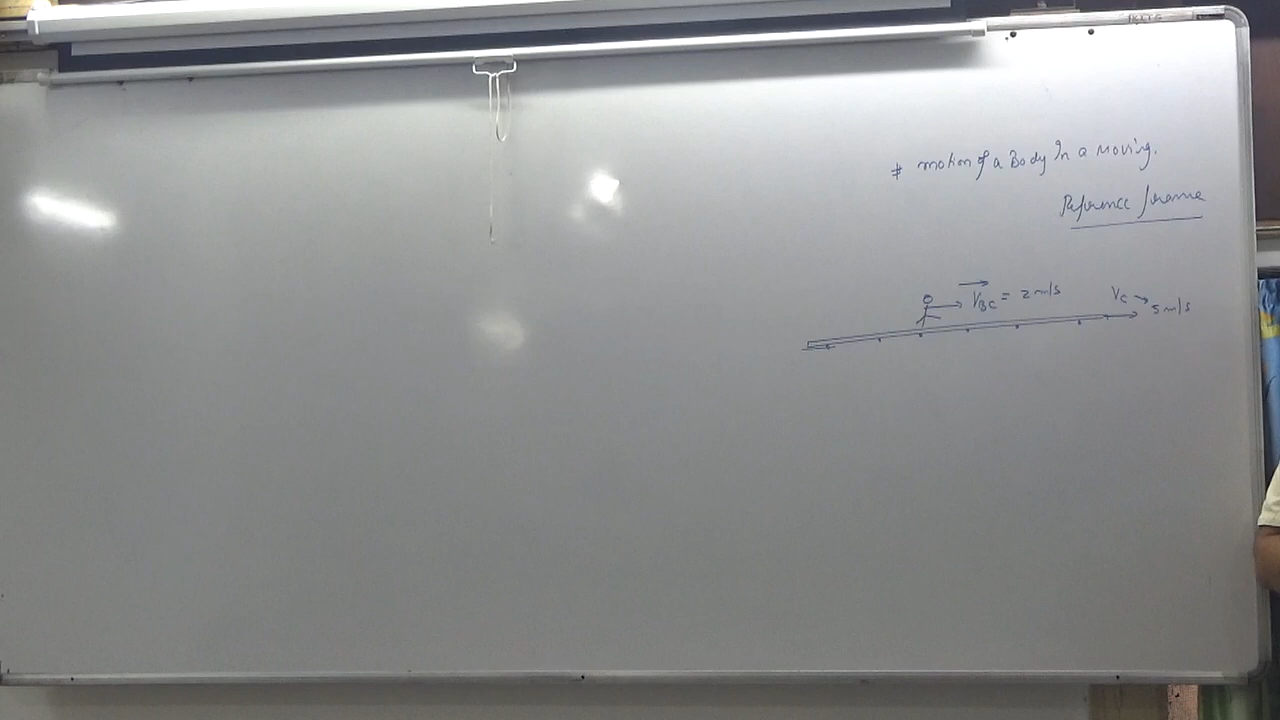 # motion of a Body In a Moving.
Reference frame
V_BC = 2 m/s
V_C → 5 m/s